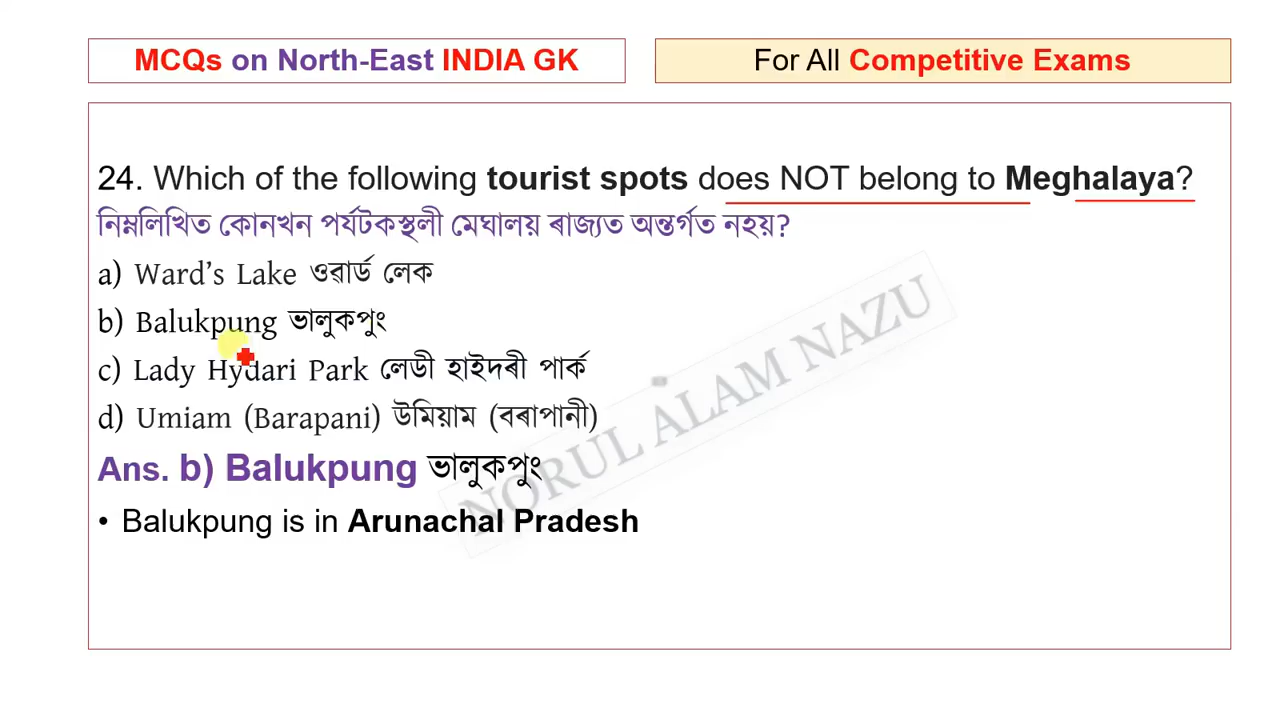 MCQs on North-East INDIA GK
For All Competitive Exams
24. Which of the following tourist spots does NOT belong to Meghalaya?
নিম্নলিখিত কোনখন পৰ্যটকস্থলী মেঘালয় ৰাজ্যত অন্তৰ্গত নহয়?
a) Ward’s Lake ওৱাৰ্ড লেক
b) Balukpung ভালুকপুং
c) Lady Hydari Park লেডী হাইদৰী পাৰ্ক
d) Umiam (Barapani) উমিয়াম (বৰাপানী)
Ans. b) Balukpung ভালুকপুং
• Balukpung is in Arunachal Pradesh
NORUL ALAM NAZU